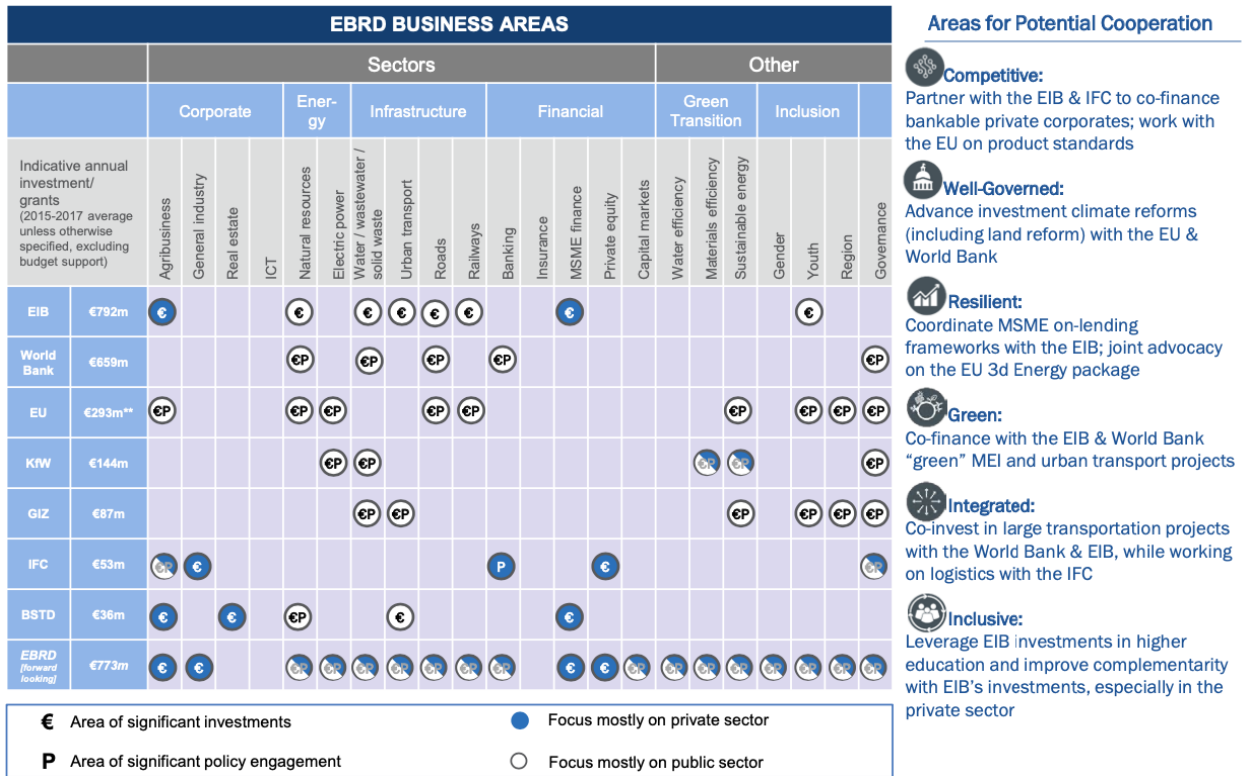 EBRD BUSINESS AREAS
Sectors
Other
Corporate
Ener-
gy
Infrastructure
Financial
Green
Transition
Inclusion
Indicative annual
investment/
grants
(2015-2017 average
unless otherwise
specified, excluding
budget support)
Agribusiness
General industry
Real estate
ICT
Natural resources
Electric power
Water / wastewater /
solid waste
Urban transport
Roads
Railways
Banking
Insurance
MSME finance
Private equity
Capital markets
Water efficiency
Materials efficiency
Sustainable energy
Gender
Youth
Region
Governance
EIB €792m € € € € € € € €
World
Bank
€659m €P €P €P €P €P
EU €293m** €P €P €P €P €P €P €P €P €P
KfW €144m €P €P €P €P €P
GIZ €87m €P €P €P €P €P €P
IFC €53m €P € P € €P
BSTD €36m € € €P € €
EBRD
[forward
looking]
€773m € € €P €P €P €P €P €P €P € € €P €P €P €P €P €P €P €P
€ Area of significant investments
Focus mostly on private sector
P Area of significant policy engagement
Focus mostly on public sector
Areas for Potential Cooperation
Competitive:
Partner with the EIB & IFC to co-finance
bankable private corporates; work with
the EU on product standards
Well-Governed:
Advance investment climate reforms
(including land reform) with the EU &
World Bank
Resilient:
Coordinate MSME on-lending
frameworks with the EIB; joint advocacy
on the EU 3d Energy package
Green:
Co-finance with the EIB & World Bank
“green” MEI and urban transport projects
Integrated:
Co-invest in large transportation projects
with the World Bank & EIB, while working
on logistics with the IFC
Inclusive:
Leverage EIB investments in higher
education and improve complementarity
with EIB’s investments, especially in the
private sector